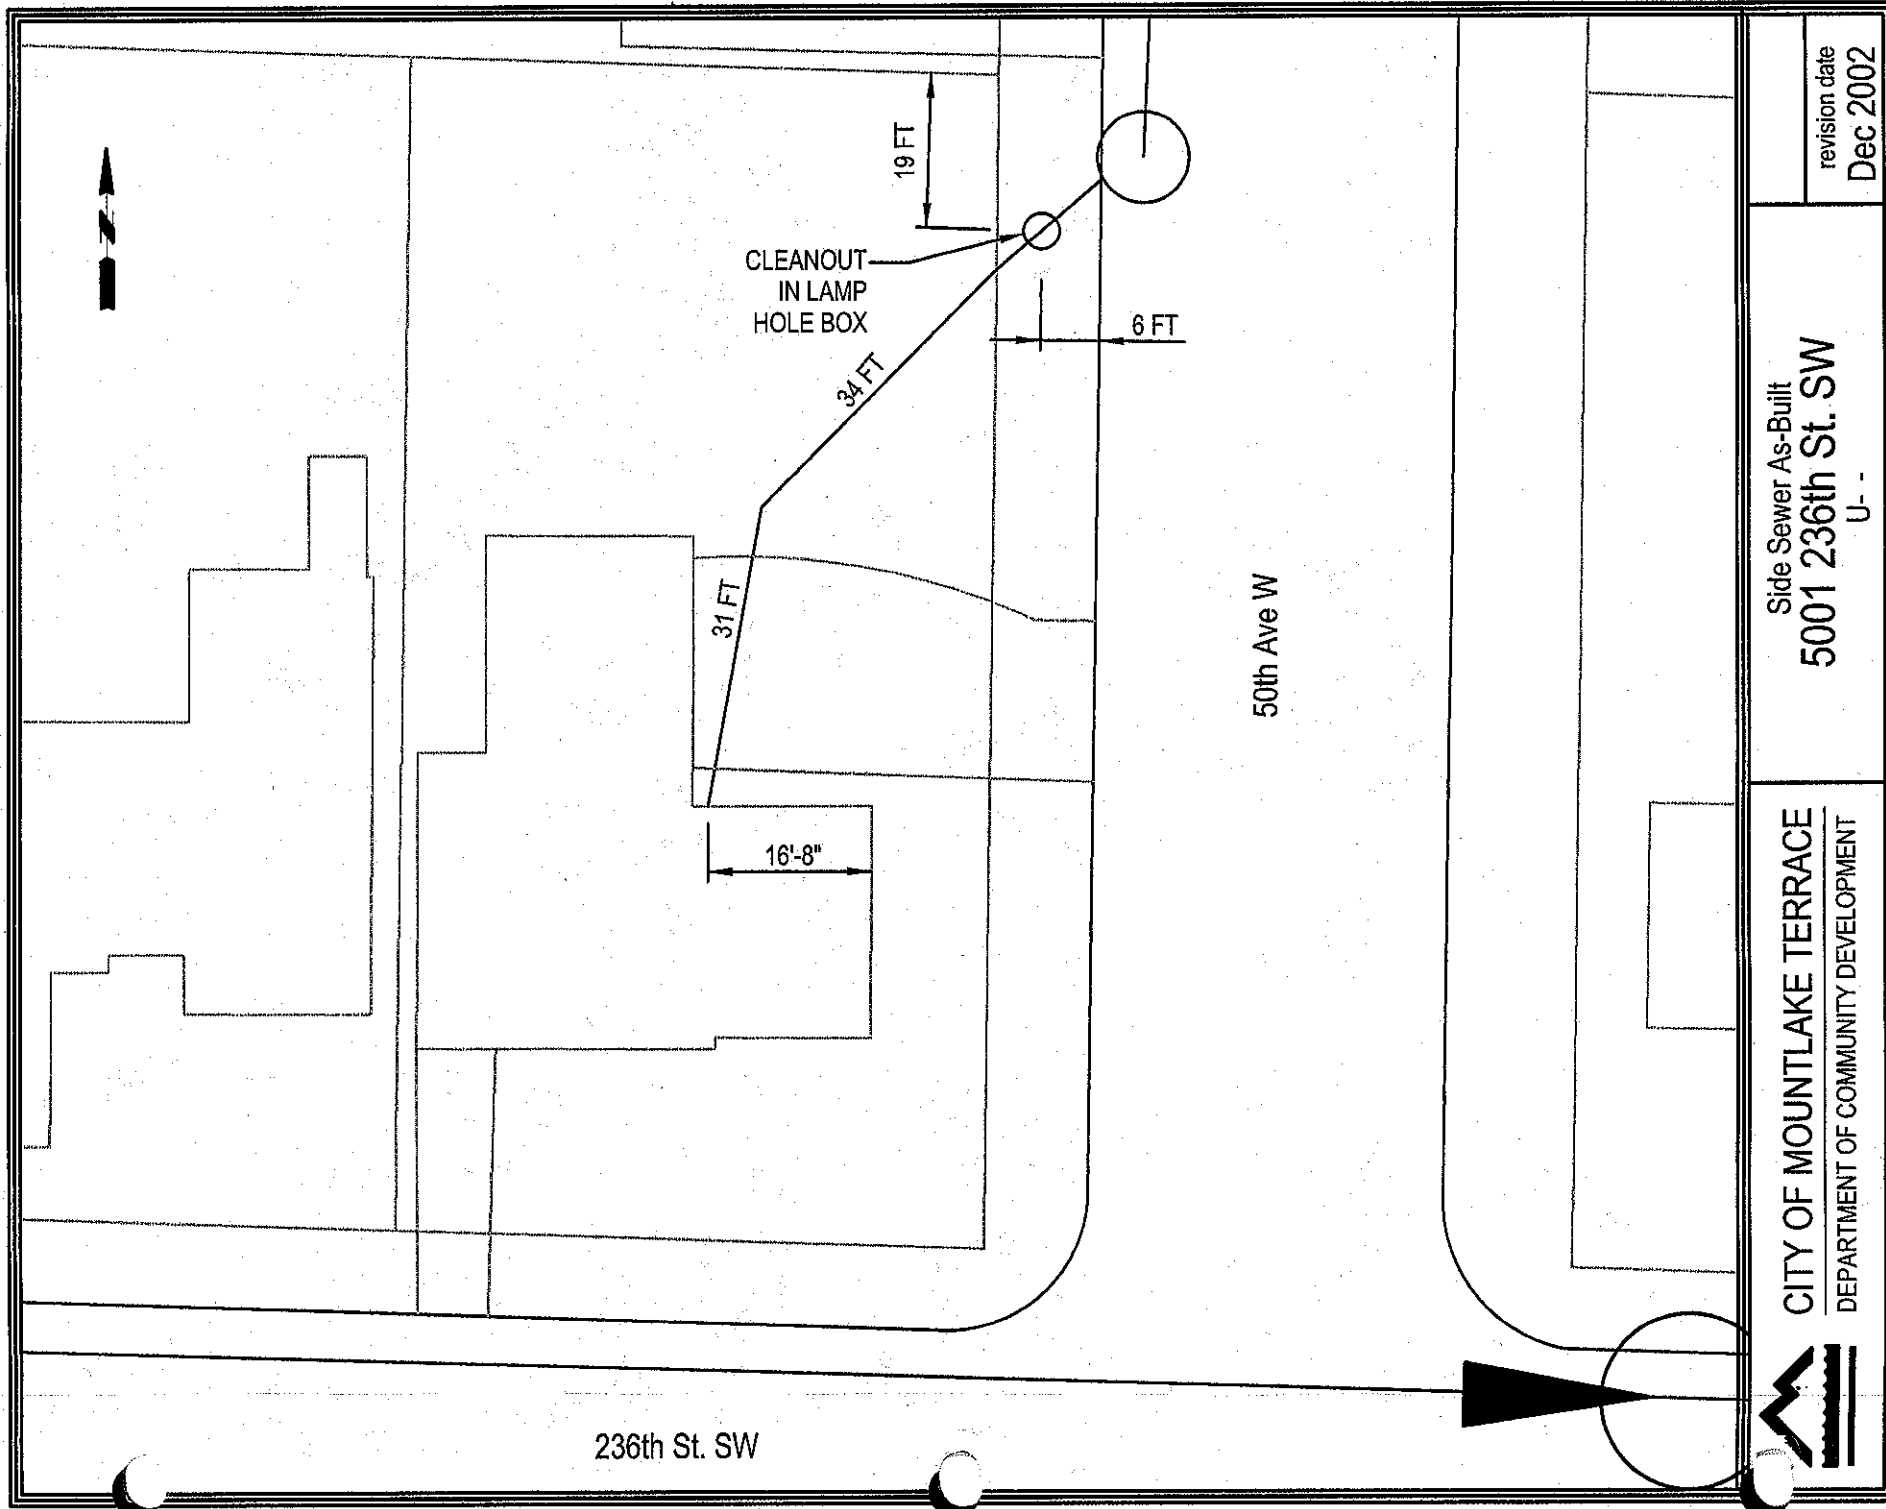 N
19 FT
CLEANOUT
IN LAMP
HOLE BOX
6 FT
34 FT
31 FT
16'-8"
50th Ave W
236th St. SW
revision date
Dec 2002
Side Sewer As-Built
5001 236th St. SW
U- -
CITY OF MOUNTLAKE TERRACE
DEPARTMENT OF COMMUNITY DEVELOPMENT